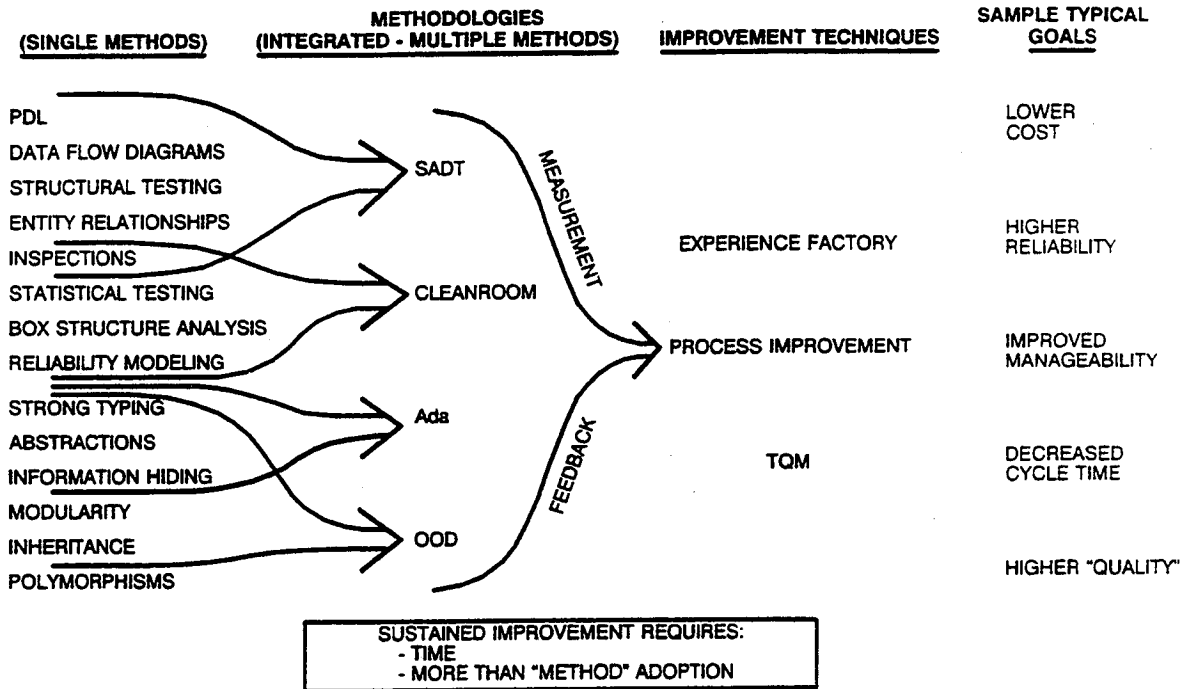 (SINGLE METHODS)
METHODOLOGIES
(INTEGRATED - MULTIPLE METHODS)
IMPROVEMENT TECHNIQUES
SAMPLE TYPICAL
GOALS
PDL
DATA FLOW DIAGRAMS
STRUCTURAL TESTING
ENTITY RELATIONSHIPS
INSPECTIONS
STATISTICAL TESTING
BOX STRUCTURE ANALYSIS
RELIABILITY MODELING
STRONG TYPING
ABSTRACTIONS
INFORMATION HIDING
MODULARITY
INHERITANCE
POLYMORPHISMS
SADT
CLEANROOM
Ada
OOD
MEASUREMENT
FEEDBACK
EXPERIENCE FACTORY
PROCESS IMPROVEMENT
TQM
LOWER
COST
HIGHER
RELIABILITY
IMPROVED
MANAGEABILITY
DECREASED
CYCLE TIME
HIGHER "QUALITY"
SUSTAINED IMPROVEMENT REQUIRES:
- TIME
- MORE THAN "METHOD" ADOPTION